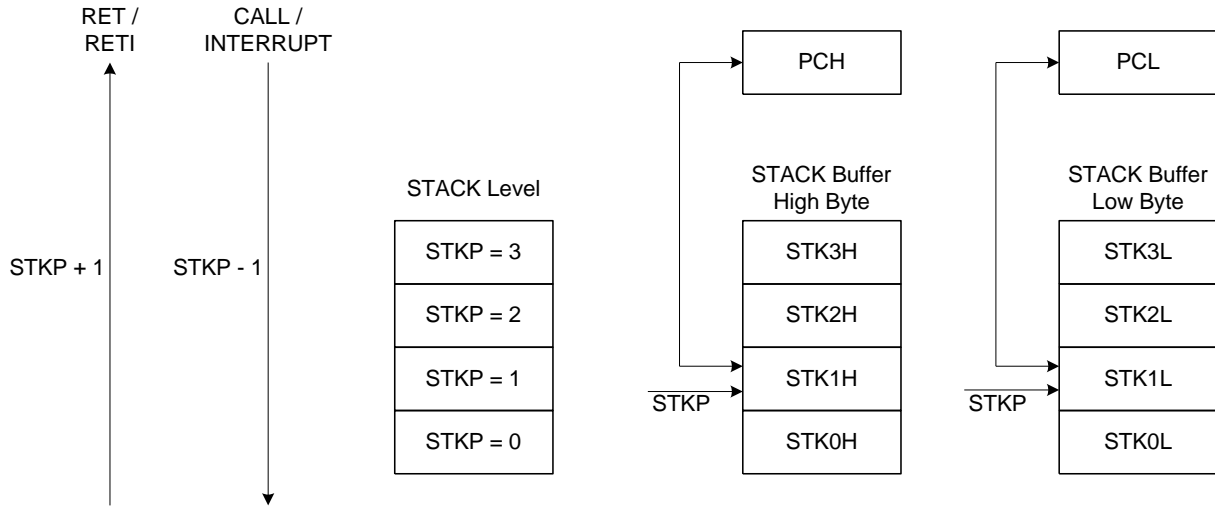 RET /
RETI
CALL /
INTERRUPT
STKP + 1
STKP - 1
STACK Level
STKP = 3
STKP = 2
STKP = 1
STKP = 0
PCH
STACK Buffer
High Byte
STK3H
STK2H
STK1H
STK0H
STKP
PCL
STACK Buffer
Low Byte
STK3L
STK2L
STK1L
STK0L
STKP